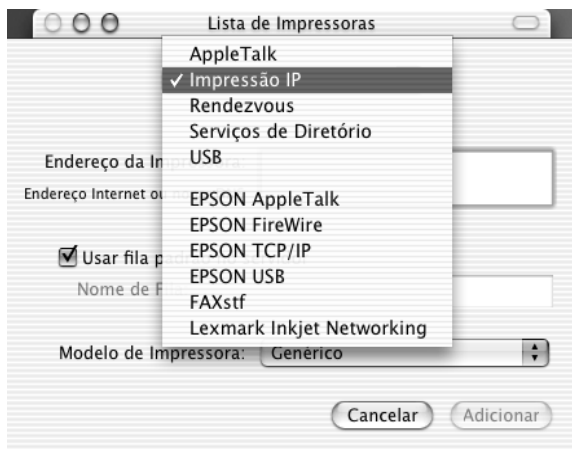 Lista de Impressoras
AppleTalk
✓ Impressão IP
Rendezvous
Serviços de Diretório
USB
EPSON AppleTalk
EPSON FireWire
EPSON TCP/IP
EPSON USB
FAXstf
Lexmark Inkjet Networking
Endereço da
Endereço Internet ou
Usar fila
Nome de
Modelo de Impressora: Genérico
Cancelar Adicionar